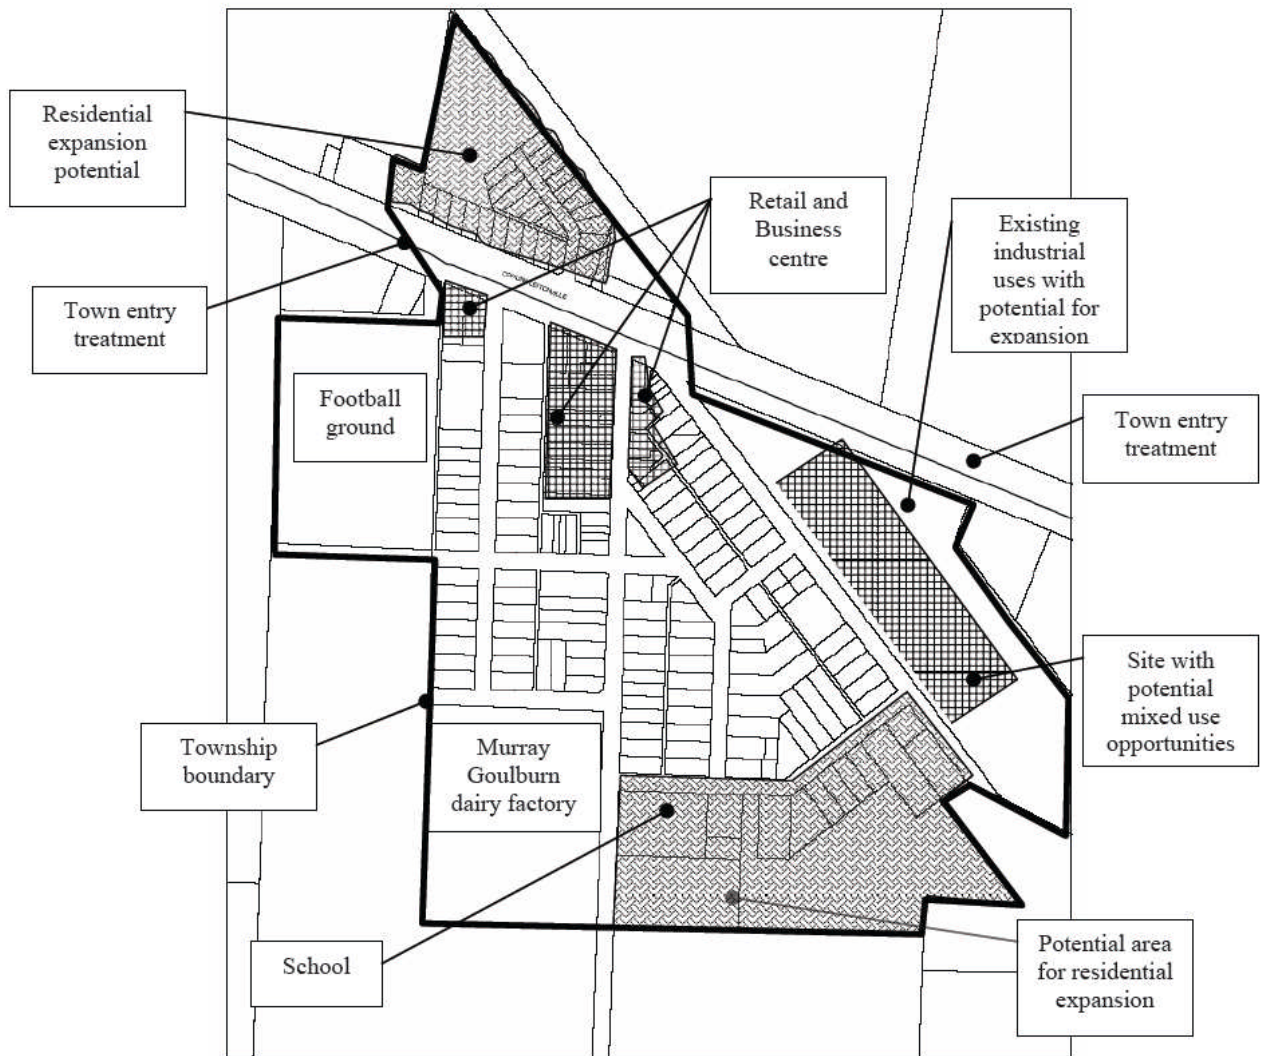 Residential
expansion
potential
Retail and
Business
centre
Existing
industrial
uses with
potential for
expansion
Town entry
treatment
Football
ground
Town entry
treatment
Site with
potential
mixed use
opportunities
Township
boundary
Murray
Goulburn
dairy factory
School
Potential area
for residential
expansion